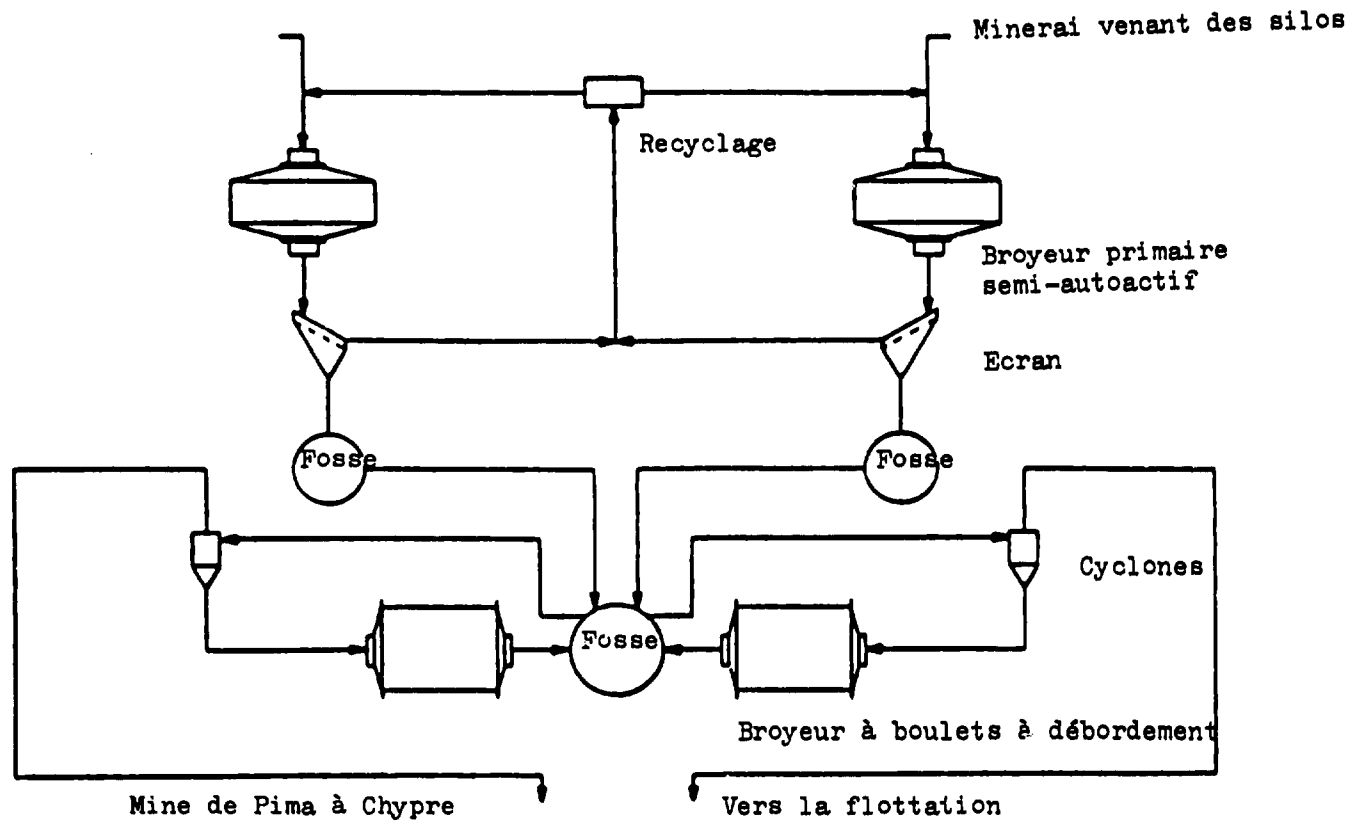 Minerai venant des silos
Recyclage
Broyeur primaire
semi-autoactif
Ecran
Fosse
Fosse
Cyclones
Fosse
Broyeur à boulets à débordement
Mine de Pima à Chypre
Vers la flottation